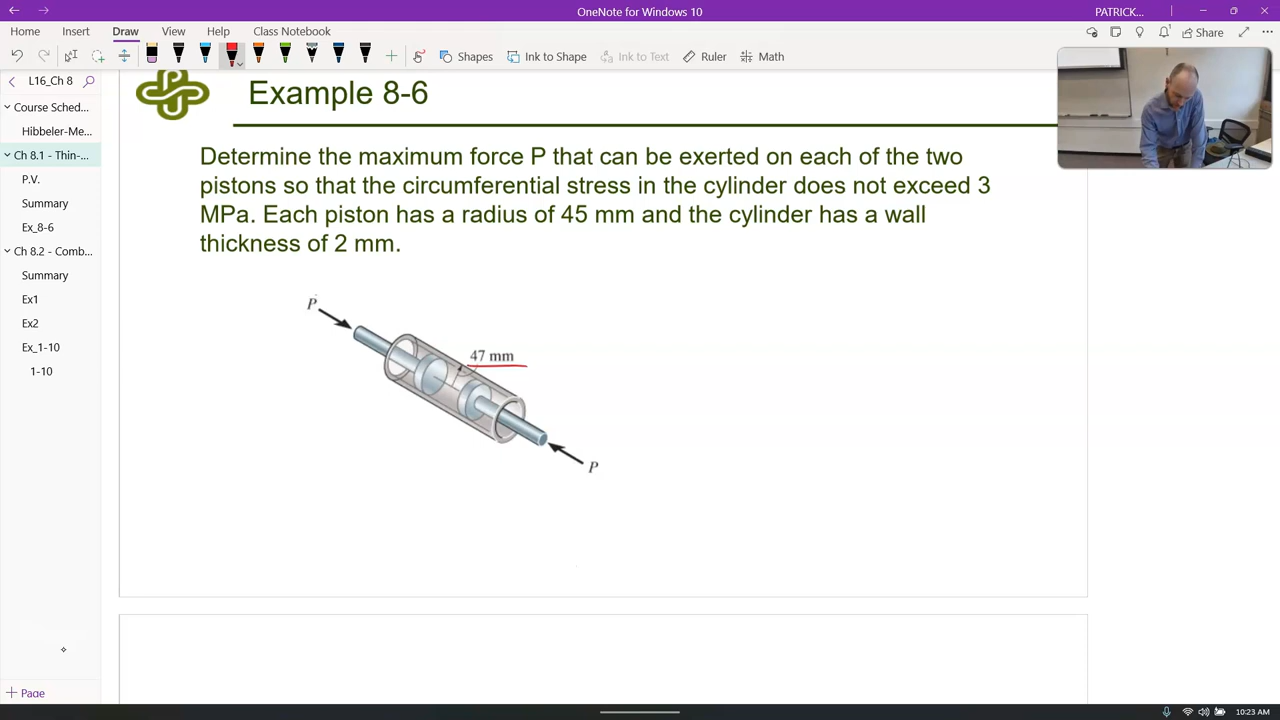 OneNote for Windows 10
PATRICK...
Home
Insert
Draw
View
Help
Class Notebook
Shapes
Ink to Shape
Ink to Text
Ruler
Math
Share
L16_Ch 8
Course Sched...
Hibbeler-Me...
Ch 8.1 - Thin-...
P.V.
Summary
Ex_8-6
Ch 8.2 - Comb...
Summary
Ex1
Ex2
Ex_1-10
1-10
+ Page
Example 8-6
Determine the maximum force P that can be exerted on each of the two
pistons so that the circumferential stress in the cylinder does not exceed 3
MPa. Each piston has a radius of 45 mm and the cylinder has a wall
thickness of 2 mm.
P
47 mm
P
10:23 AM